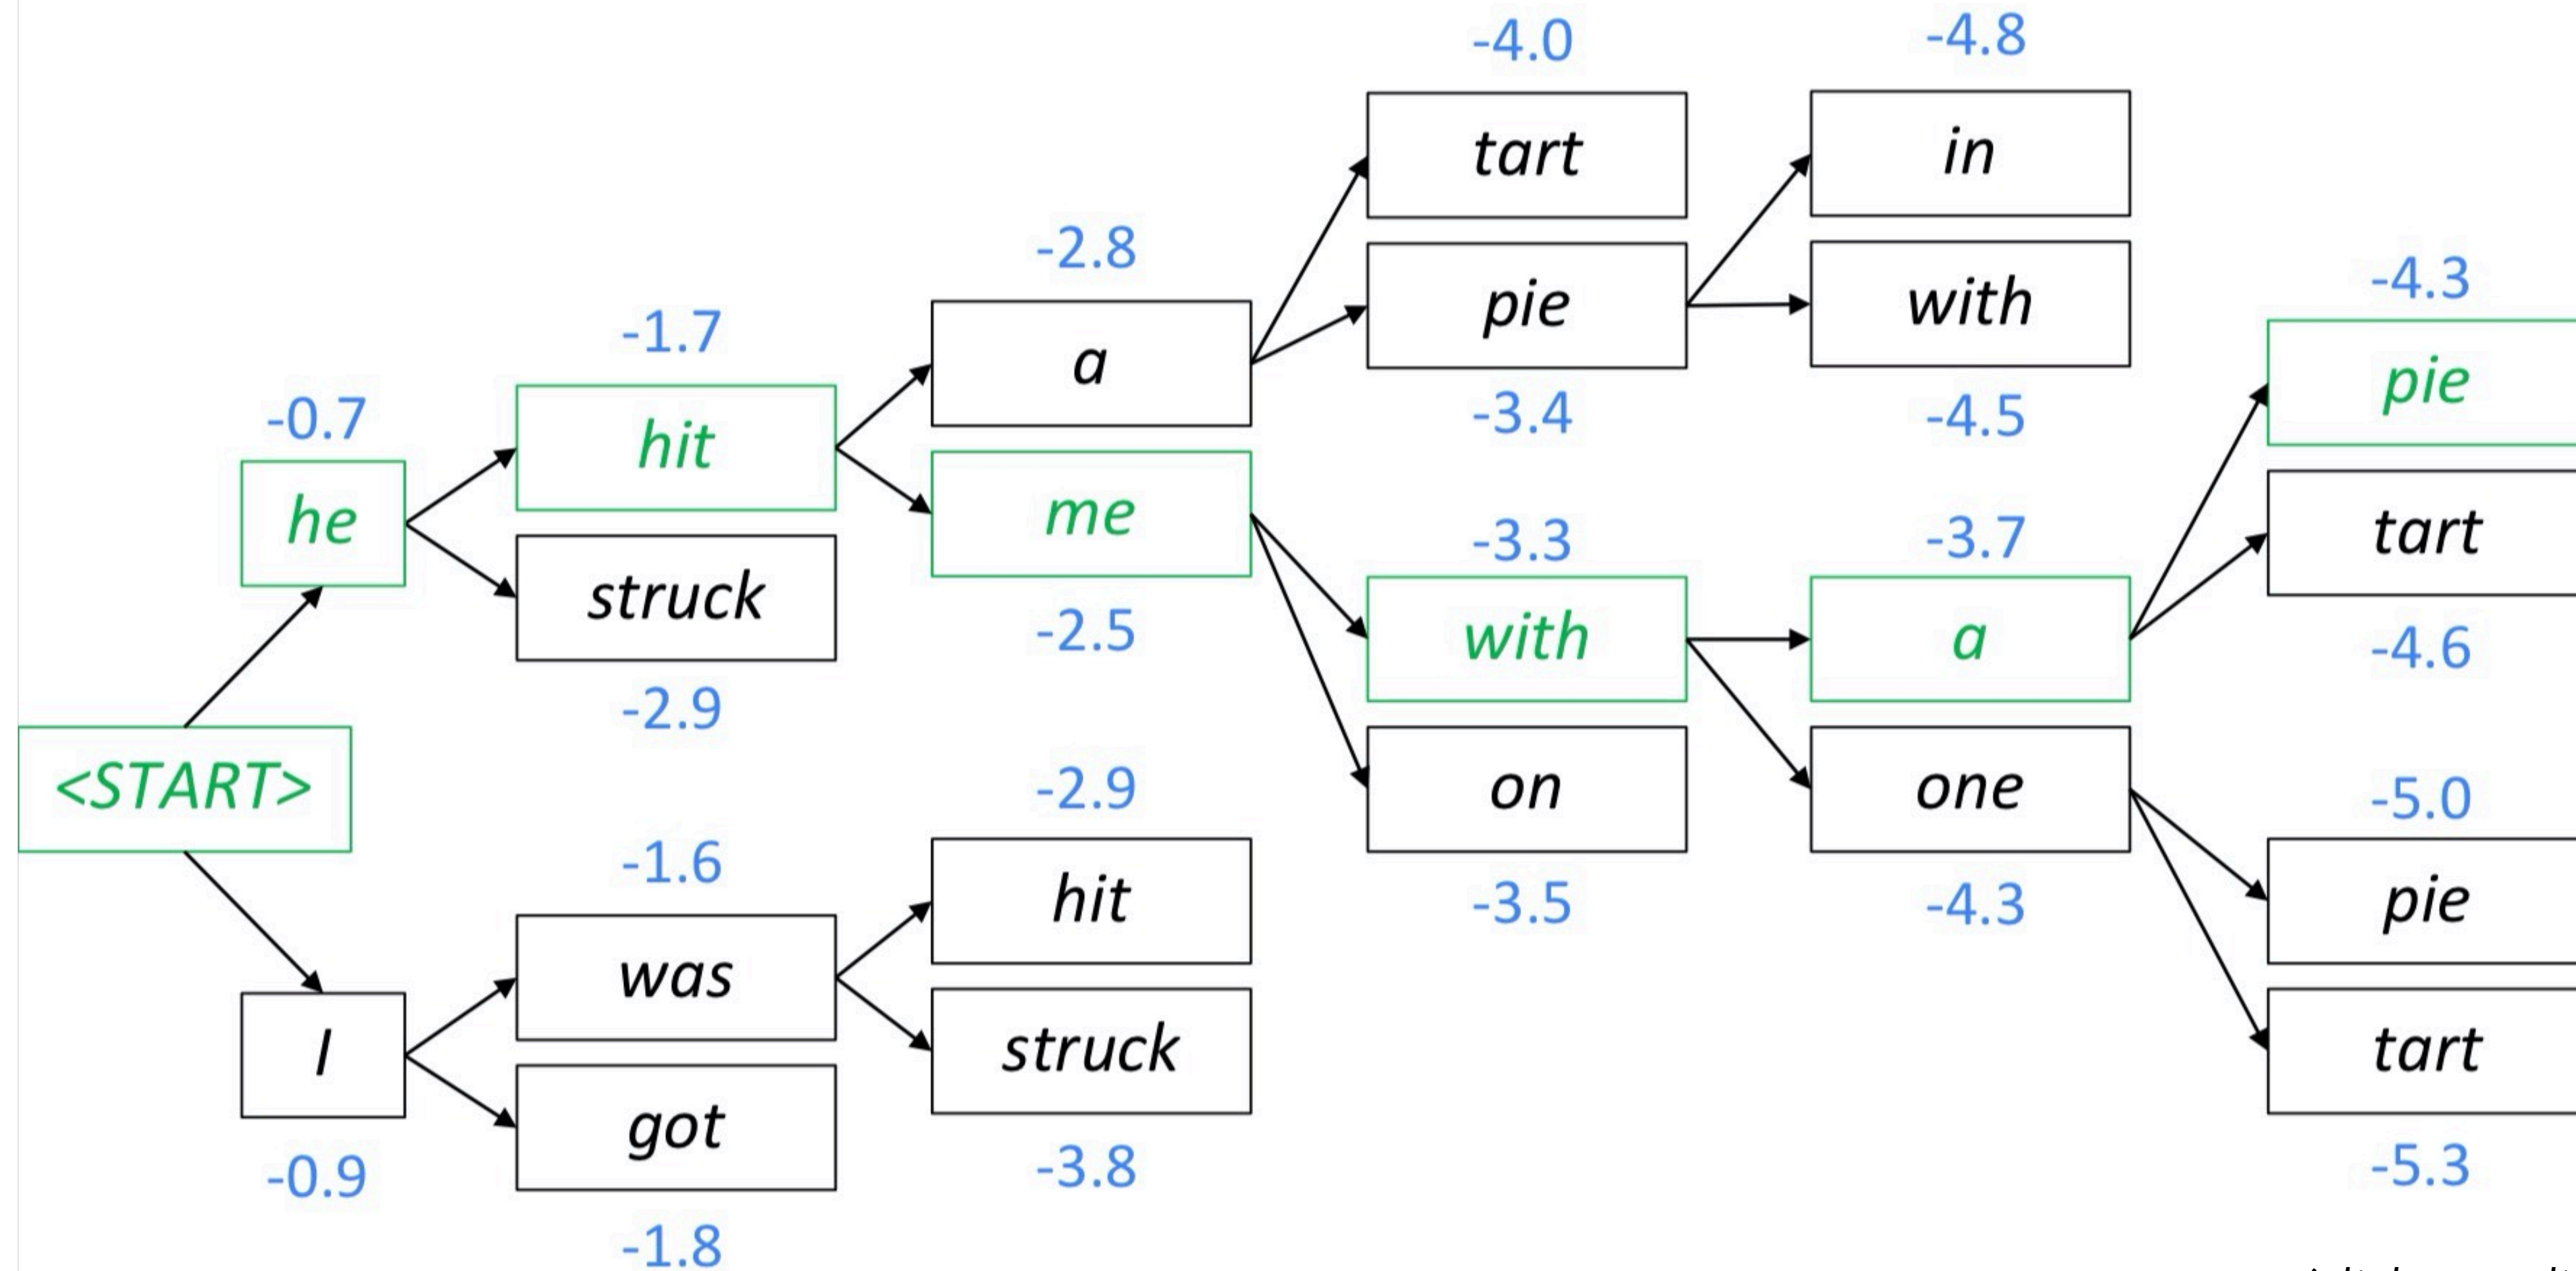 -4.0
-4.8
tart
in
-2.8
-4.3
-1.7
pie
with
a
pie
-0.7
-3.4
-4.5
hit
he
me
-3.3
-3.7
tart
struck
-2.5
with
a
-4.6
-2.9
<START>
-2.9
on
one
-5.0
-1.6
hit
-3.5
-4.3
pie
was
I
struck
tart
got
-0.9
-3.8
-5.3
-1.8